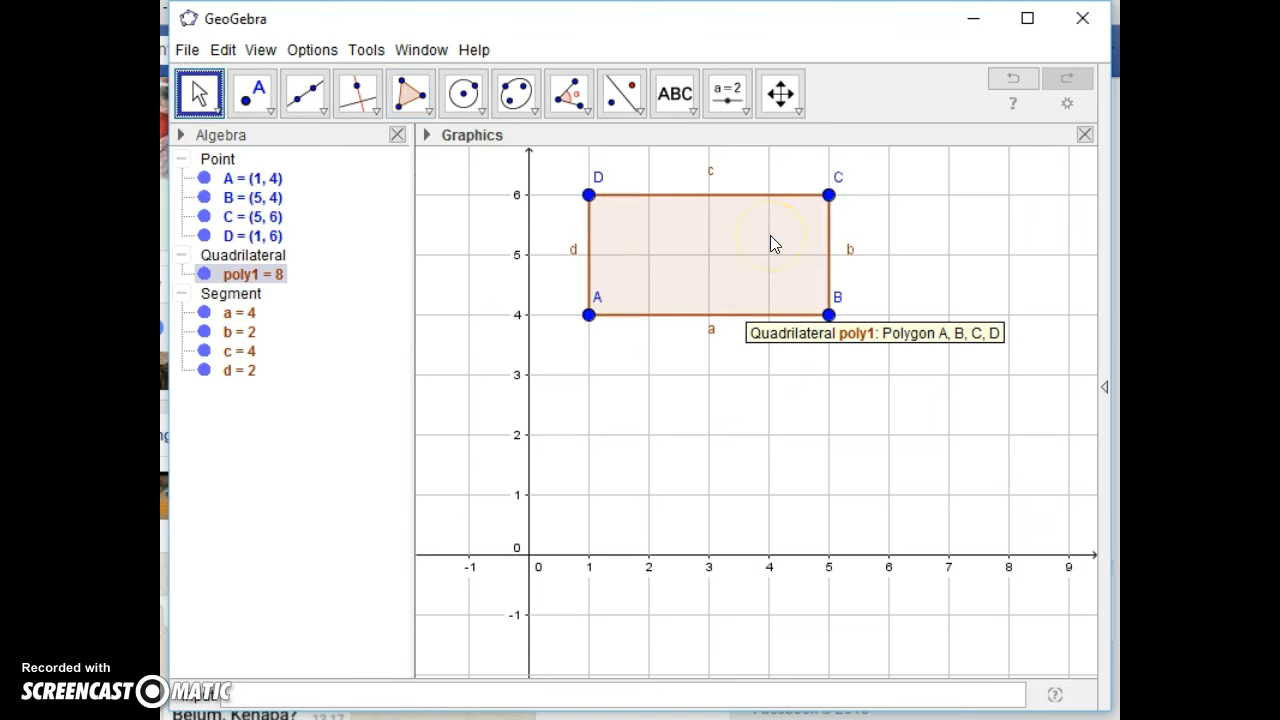 GeoGebra
File Edit View Options Tools Window Help
A
α
ABC
a=2
?
Algebra
Graphics
Point
A = (1, 4)
B = (5, 4)
C = (5, 6)
D = (1, 6)
Quadrilateral
poly1 = 8
Segment
a = 4
b = 2
c = 4
d = 2
c
D
C
6
5
d
b
A
B
4
a
Quadrilateral poly1: Polygon A, B, C, D
3
2
1
0
-1 0 1 2 3 4 5 6 7 8 9
-1
Recorded with
SCREENCAST MATIC
Input:
?
Belum. Kenapa? 13.17